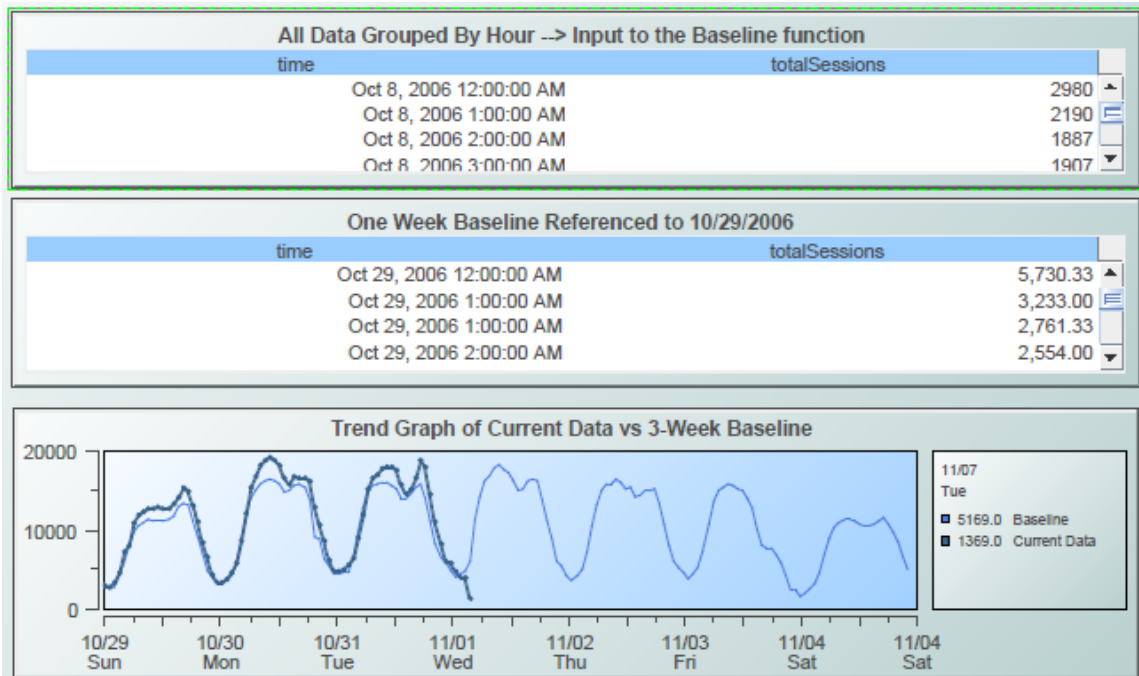 All Data Grouped By Hour --> Input to the Baseline function
time totalSessions
Oct 8, 2006 12:00:00 AM 2980
Oct 8, 2006 1:00:00 AM 2190
Oct 8, 2006 2:00:00 AM 1887
Oct 8, 2006 3:00:00 AM 1907
One Week Baseline Referenced to 10/29/2006
time totalSessions
Oct 29, 2006 12:00:00 AM 5,730.33
Oct 29, 2006 1:00:00 AM 3,233.00
Oct 29, 2006 1:00:00 AM 2,761.33
Oct 29, 2006 2:00:00 AM 2,554.00
Trend Graph of Current Data vs 3-Week Baseline
20000
10000
0
10/29 10/30 10/31 11/01 11/02 11/03 11/04 11/04
Sun Mon Tue Wed Thu Fri Sat Sat
11/07
Tue
5169.0 Baseline
1369.0 Current Data